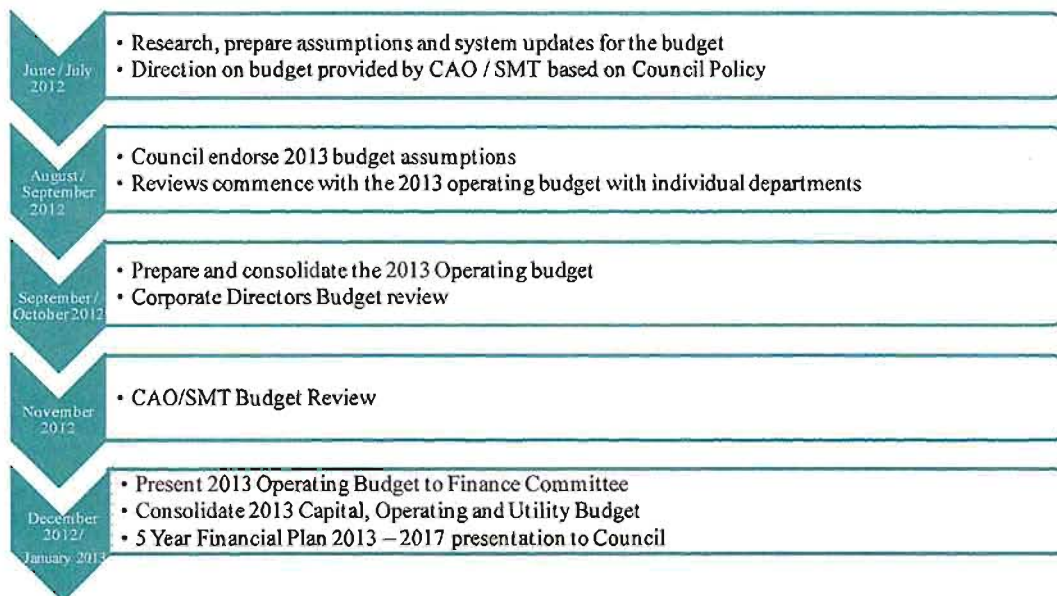 June / July
2012
• Research, prepare assumptions and system updates for the budget
• Direction on budget provided by CAO / SMT based on Council Policy
August/
September
2012
• Council endorse 2013 budget assumptions
• Reviews commence with the 2013 operating budget with individual departments
September/
October 2012
• Prepare and consolidate the 2013 Operating budget
• Corporate Directors Budget review
November
2012
• CAO/SMT Budget Review
December
2012/
January 2013
• Present 2013 Operating Budget to Finance Committee
• Consolidate 2013 Capital, Operating and Utility Budget
• 5 Year Financial Plan 2013 – 2017 presentation to Council